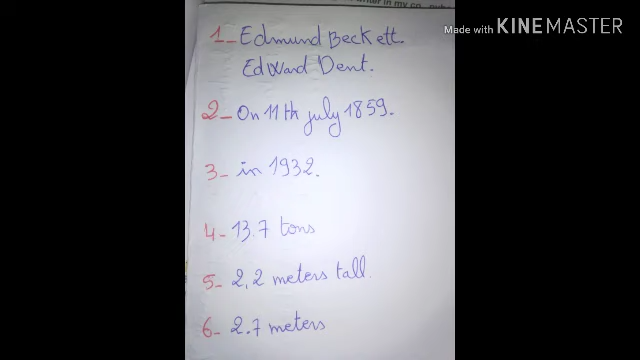 Made with KINEMASTER
1_ Edmund Beckett.
Edward Dent.
2_ On 11th july 1859.
3_ in 1932.
4_ 13.7 tons
5_ 2,2 meters tall.
6_ 2.7 meters